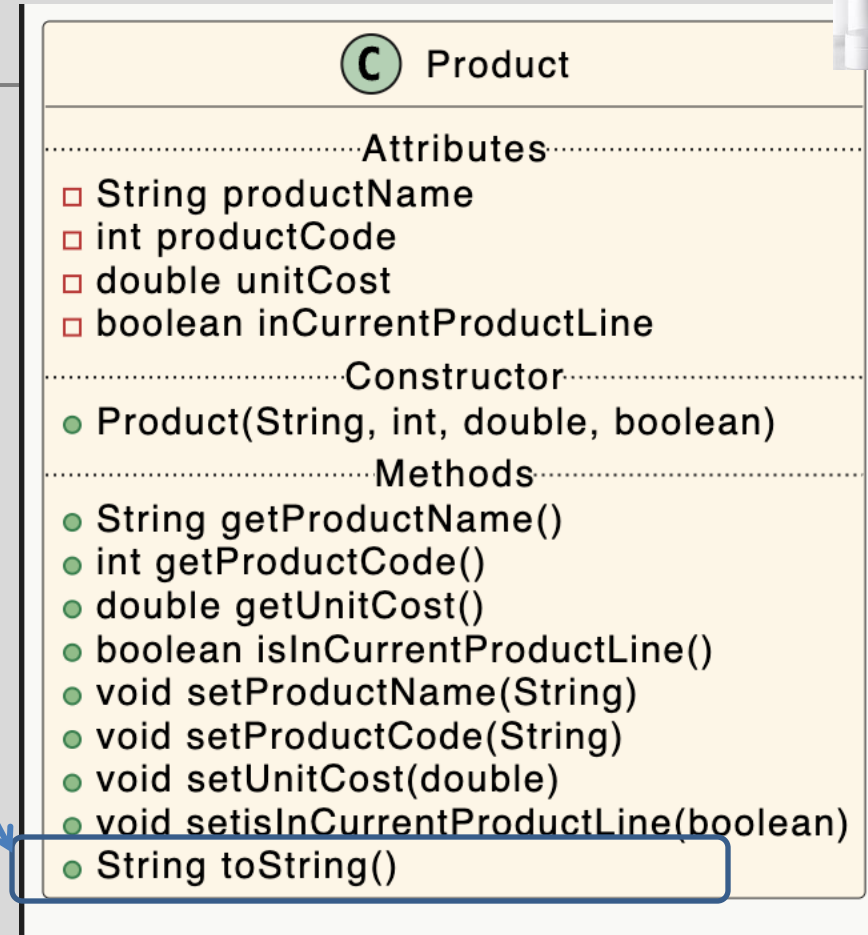 C Product
Attributes
String productName
int productCode
double unitCost
boolean inCurrentProductLine
Constructor
Product(String, int, double, boolean)
Methods
String getProductName()
int getProductCode()
double getUnitCost()
boolean isInCurrentProductLine()
void setProductName(String)
void setProductCode(String)
void setUnitCost(double)
void setisInCurrentProductLine(boolean)
String toString()